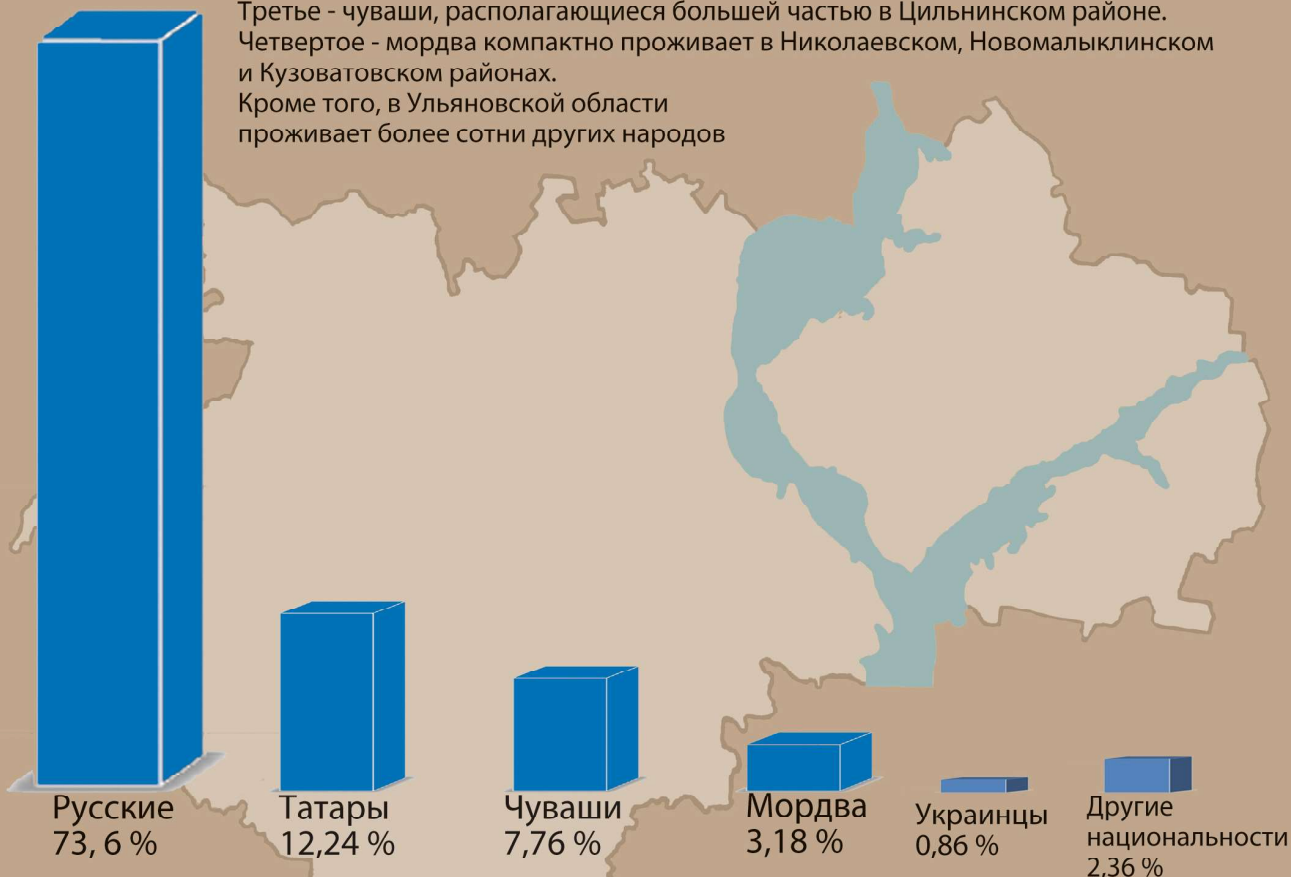 Третье - чуваши, располагающиеся большей частью в Цильнинском районе.
Четвертое - мордва компактно проживает в Николаевском, Новомалыклинском
и Кузоватовском районах.
Кроме того, в Ульяновской области
проживает более сотни других народов
Русские
73, 6 %
Татары
12,24 %
Чуваши
7,76 %
Мордва
3,18 %
Украинцы
0,86 %
Другие
национальности
2,36 %